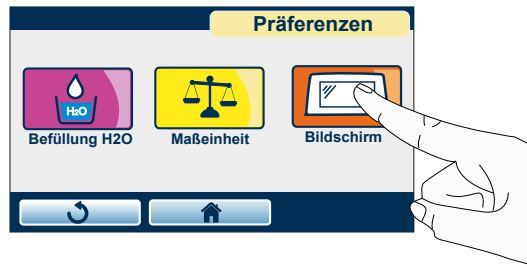 Präferenzen
H2O
Befüllung H2O
Maßeinheit
Bildschirm